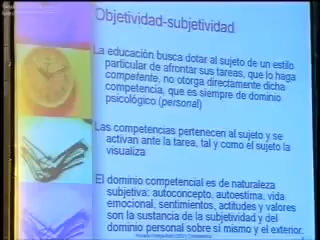 Objetividad-subjetividad
La educación busca dotar al sujeto de un estilo
particular de afrontar sus tareas, que lo haga
competente, no otorga directamente dicha
competencia, que es siempre de dominio
psicológico (personal)
Las competencias pertenecen al sujeto y se
activan ante la tarea, tal y como el sujeto la
visualiza
El dominio competencial es de naturaleza
subjetiva: autoconcepto, autoestima, vida
emocional, sentimientos, actitudes y valores
son la sustancia de la subjetividad y del
dominio personal sobre sí mismo y el exterior.